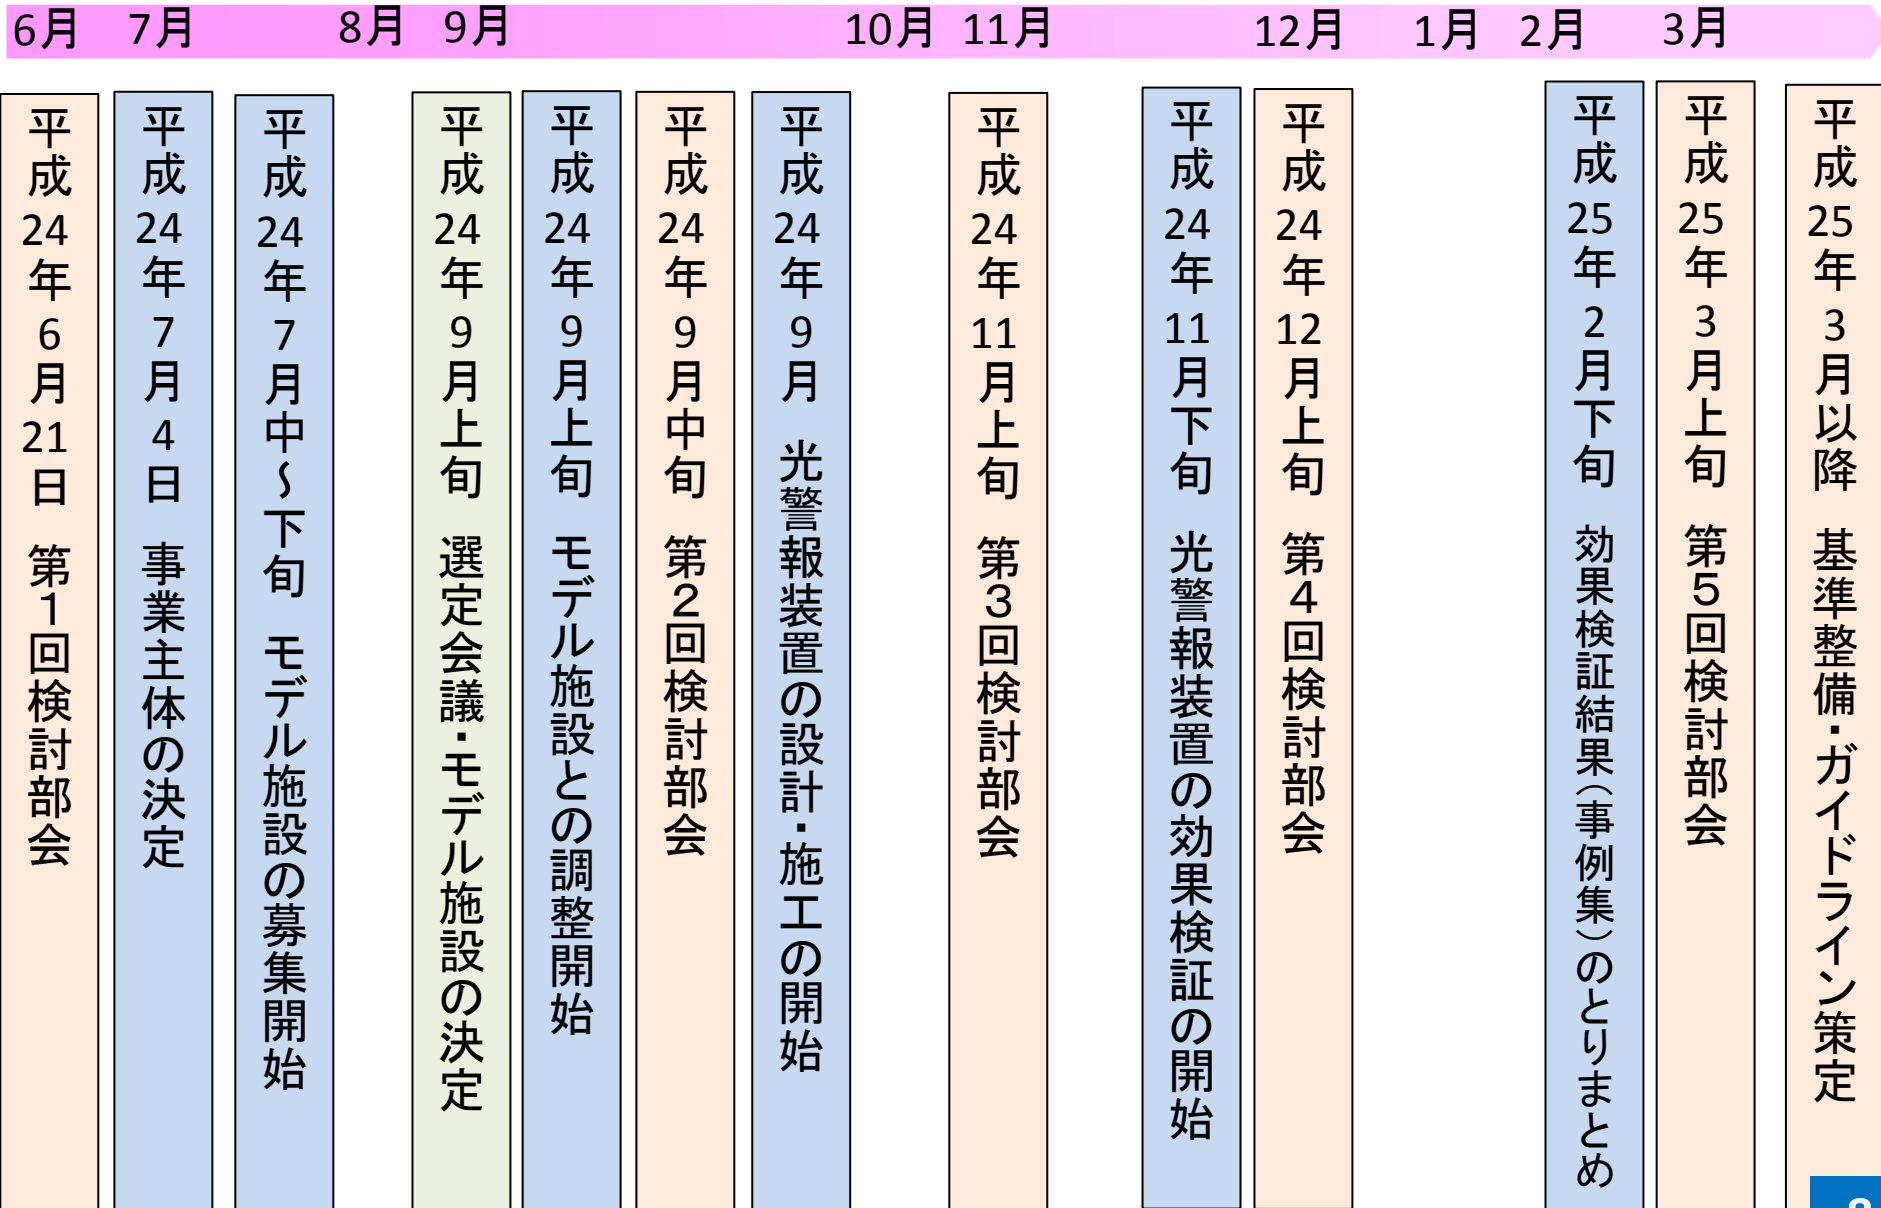 6月 7月 8月 9月 10月 11月 12月 1月 2月 3月
平成24年6月21日 第1回検討部会
平成24年7月4日 事業主体の決定
平成24年7月中～下旬 モデル施設の募集開始
平成24年9月上旬 選定会議・モデル施設の決定
平成24年9月上旬 モデル施設との調整開始
平成24年9月中旬 第２回検討部会
平成24年9月 光警報装置の設計・施工の開始
平成24年11月上旬 第３回検討部会
平成24年11月下旬 光警報装置の効果検証の開始
平成24年12月上旬 第４回検討部会
平成25年2月下旬 効果検証結果（事例集）のとりまとめ
平成25年3月上旬 第５回検討部会
平成25年3月以降 基準整備・ガイドライン策定